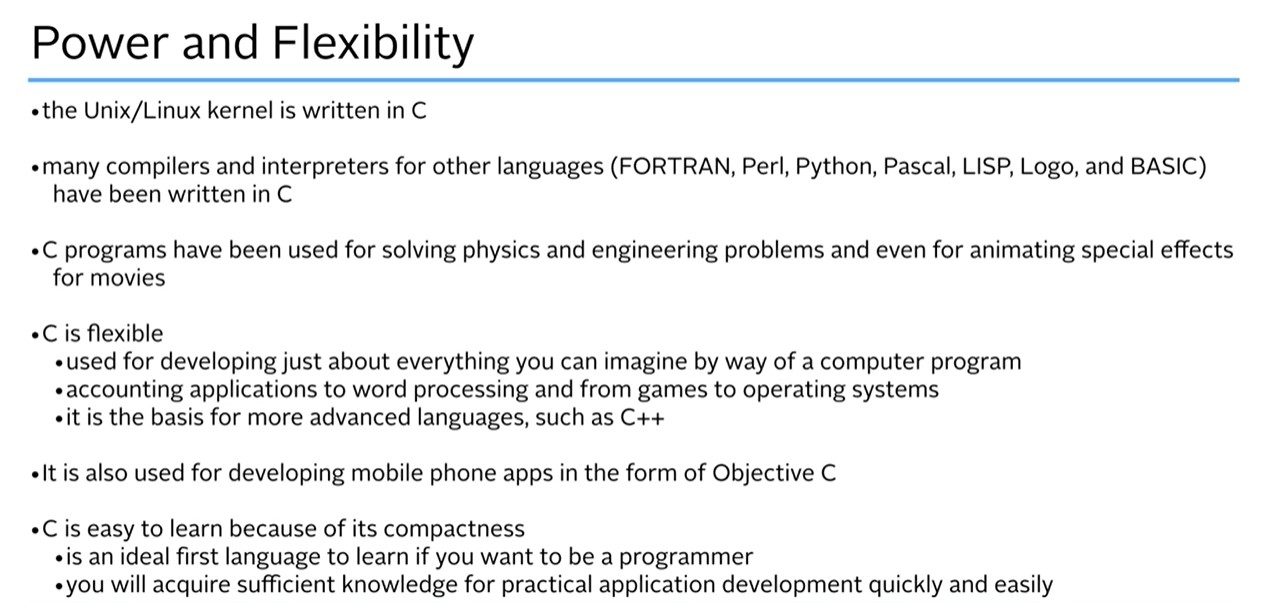 Power and Flexibility
•the Unix/Linux kernel is written in C
•many compilers and interpreters for other languages (FORTRAN, Perl, Python, Pascal, LISP, Logo, and BASIC)
have been written in C
•C programs have been used for solving physics and engineering problems and even for animating special effects
for movies
•C is flexible
•used for developing just about everything you can imagine by way of a computer program
•accounting applications to word processing and from games to operating systems
•it is the basis for more advanced languages, such as C++
•It is also used for developing mobile phone apps in the form of Objective C
•C is easy to learn because of its compactness
•is an ideal first language to learn if you want to be a programmer
•you will acquire sufficient knowledge for practical application development quickly and easily